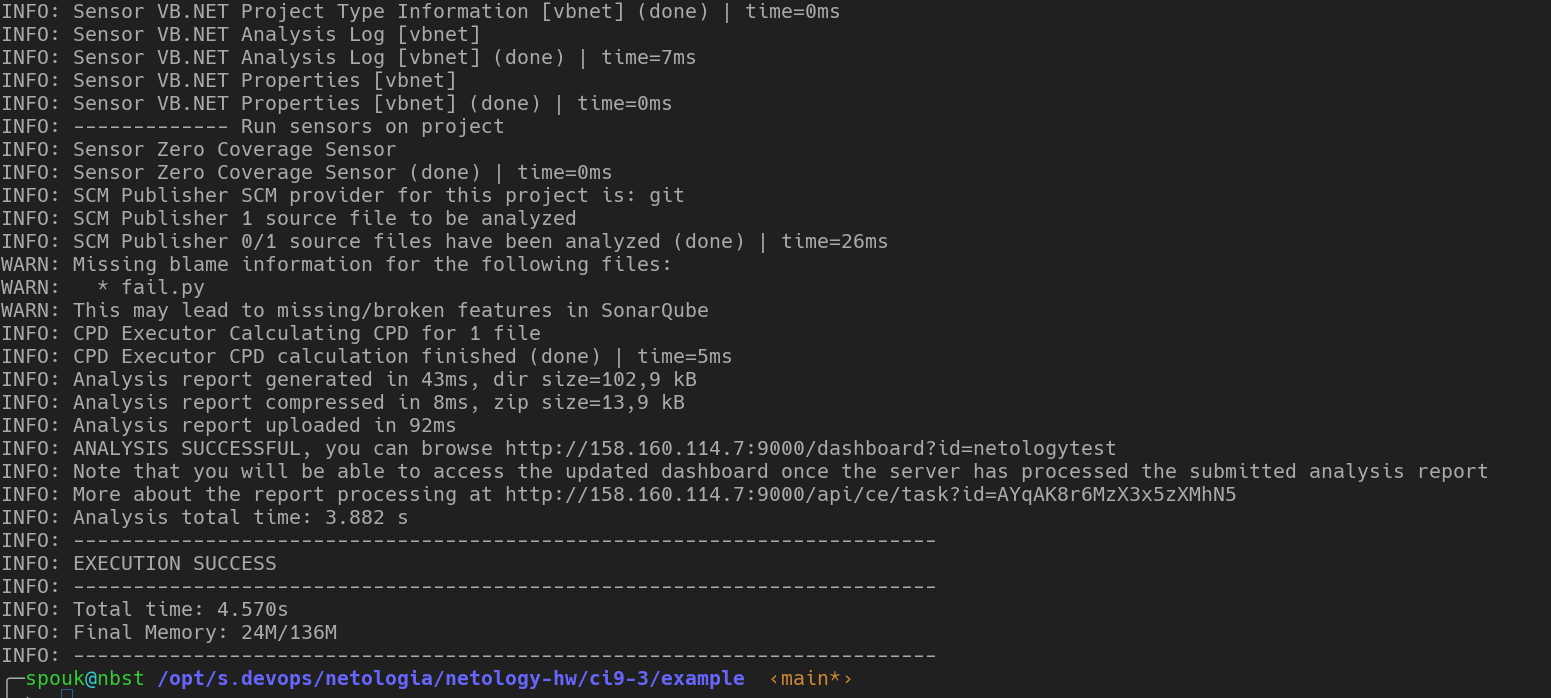 INFO: Sensor VB.NET Project Type Information [vbnet] (done) | time=0ms
INFO: Sensor VB.NET Analysis Log [vbnet]
INFO: Sensor VB.NET Analysis Log [vbnet] (done) | time=7ms
INFO: Sensor VB.NET Properties [vbnet]
INFO: Sensor VB.NET Properties [vbnet] (done) | time=0ms
INFO: ------------- Run sensors on project
INFO: Sensor Zero Coverage Sensor
INFO: Sensor Zero Coverage Sensor (done) | time=0ms
INFO: SCM Publisher SCM provider for this project is: git
INFO: SCM Publisher 1 source file to be analyzed
INFO: SCM Publisher 0/1 source files have been analyzed (done) | time=26ms
WARN: Missing blame information for the following files:
WARN:   * fail.py
WARN: This may lead to missing/broken features in SonarQube
INFO: CPD Executor Calculating CPD for 1 file
INFO: CPD Executor CPD calculation finished (done) | time=5ms
INFO: Analysis report generated in 43ms, dir size=102,9 kB
INFO: Analysis report compressed in 8ms, zip size=13,9 kB
INFO: Analysis report uploaded in 92ms
INFO: ANALYSIS SUCCESSFUL, you can browse http://158.160.114.7:9000/dashboard?id=netologytest
INFO: Note that you will be able to access the updated dashboard once the server has processed the submitted analysis report
INFO: More about the report processing at http://158.160.114.7:9000/api/ce/task?id=AYqAK8r6MzX3x5zXMhN5
INFO: Analysis total time: 3.882 s
INFO: ------------------------------------------------------------------------
INFO: EXECUTION SUCCESS
INFO: ------------------------------------------------------------------------
INFO: Total time: 4.570s
INFO: Final Memory: 24M/136M
INFO: ------------------------------------------------------------------------
╭─spouk@nbst /opt/s.devops/netologia/netology-hw/ci9-3/example  ‹main*›